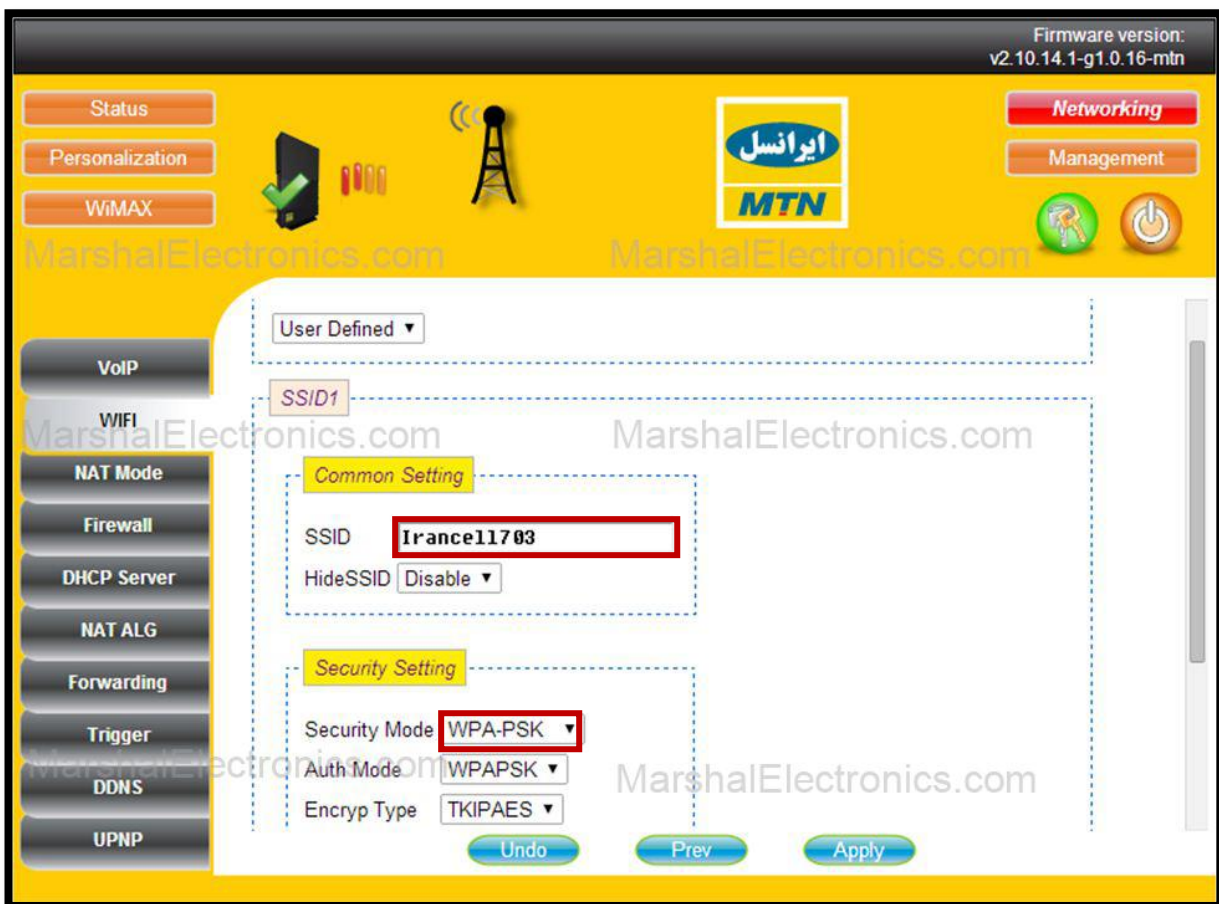 Firmware version:
v2.10.14.1-g1.0.16-mtn
Status
Personalization
WiMAX
ایرانسل
MTN
Networking
Management
MarshalElectronics.com
MarshalElectronics.com
User Defined
VoIP
WIFI
NAT Mode
Firewall
DHCP Server
NAT ALG
Forwarding
Trigger
DDNS
UPNP
SSID1
MarshalElectronics.com
MarshalElectronics.com
Common Setting
SSID Irancell703
HideSSID Disable
Security Setting
Security Mode WPA-PSK
Auth Mode WPAPSK
MarshalElectronics.com
MarshalElectronics.com
Encryp Type TKIPAES
Undo Prev Apply